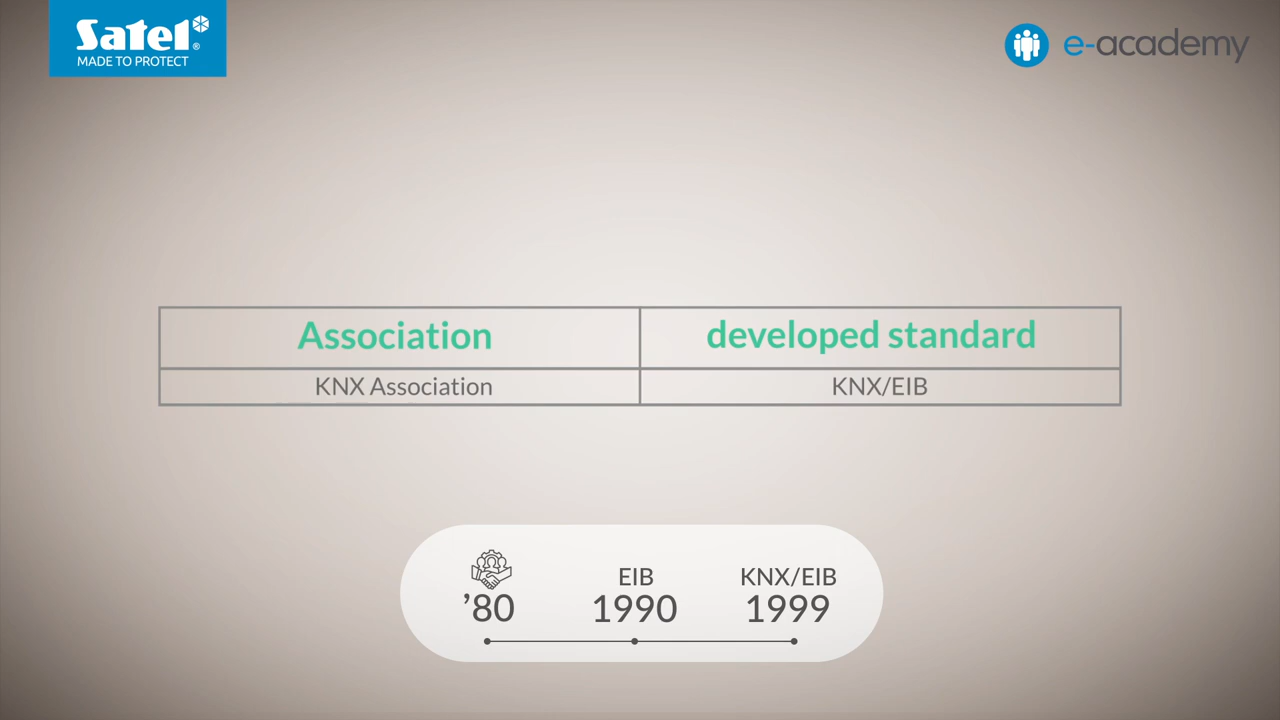 Satel®
MADE TO PROTECT
e-academy
Association developed standard
KNX Association KNX/EIB
EIB KNX/EIB
’80 1990 1999